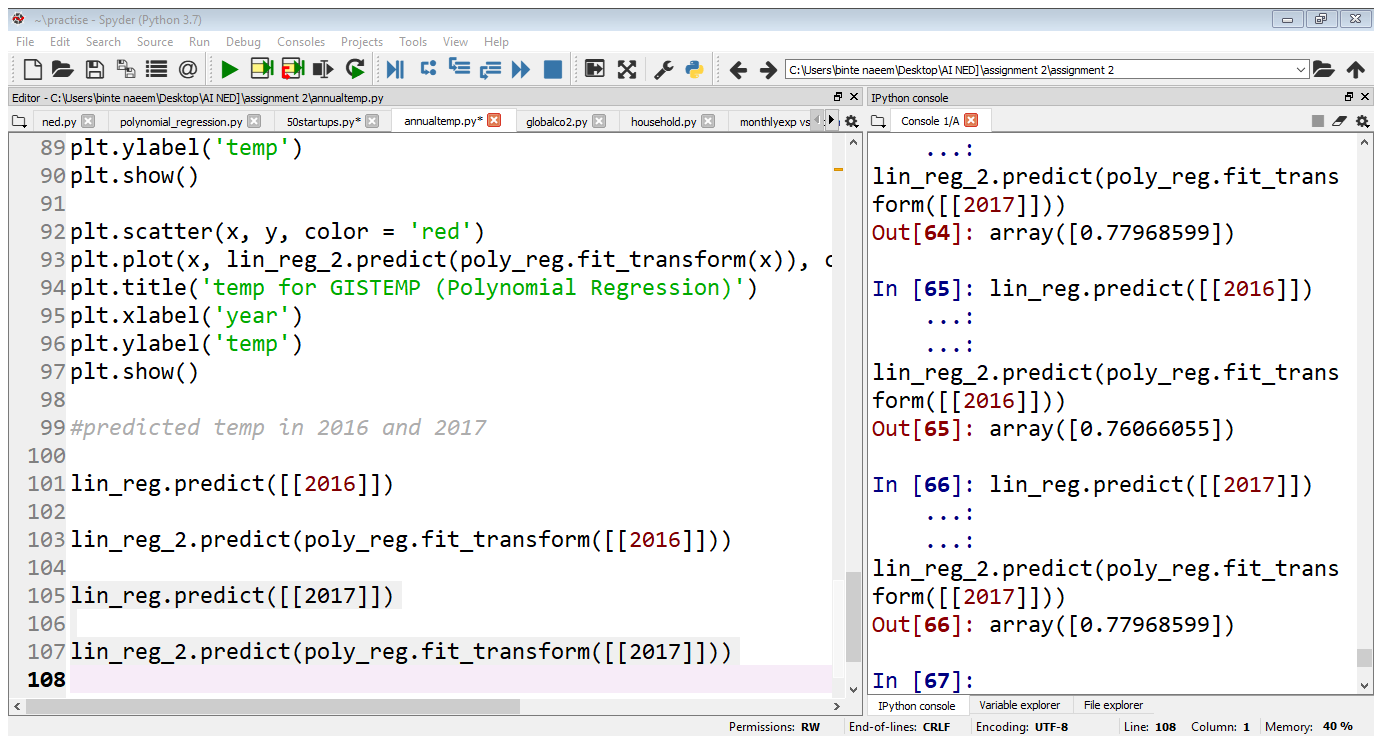 ~\practise - Spyder (Python 3.7)
File Edit Search Source Run Debug Consoles Projects Tools View Help
C:\Users\binte naeem\Desktop\AI NED]\assignment 2\assignment 2
Editor - C:\Users\binte naeem\Desktop\AI NED]\assignment 2\annualtemp.py
ned.py polynomial_regression.py 50startups.py* annualtemp.py* globalco2.py household.py monthlyexp vs
89 plt.ylabel('temp')
90 plt.show()
91
92 plt.scatter(x, y, color = 'red')
93 plt.plot(x, lin_reg_2.predict(poly_reg.fit_transform(x)), c
94 plt.title('temp for GISTEMP (Polynomial Regression)')
95 plt.xlabel('year')
96 plt.ylabel('temp')
97 plt.show()
98
99 #predicted temp in 2016 and 2017
100
101 lin_reg.predict([[2016]])
102
103 lin_reg_2.predict(poly_reg.fit_transform([[2016]]))
104
105 lin_reg.predict([[2017]])
106
107 lin_reg_2.predict(poly_reg.fit_transform([[2017]]))
108
IPython console
Console 1/A
...:
lin_reg_2.predict(poly_reg.fit_trans
form([[2017]]))
Out[64]: array([0.77968599])
In [65]: lin_reg.predict([[2016]])
...:
...:
lin_reg_2.predict(poly_reg.fit_trans
form([[2016]]))
Out[65]: array([0.76066055])
In [66]: lin_reg.predict([[2017]])
...:
...:
lin_reg_2.predict(poly_reg.fit_trans
form([[2017]]))
Out[66]: array([0.77968599])
In [67]:
IPython console Variable explorer File explorer
Permissions: RW End-of-lines: CRLF Encoding: UTF-8 Line: 108 Column: 1 Memory: 40 %